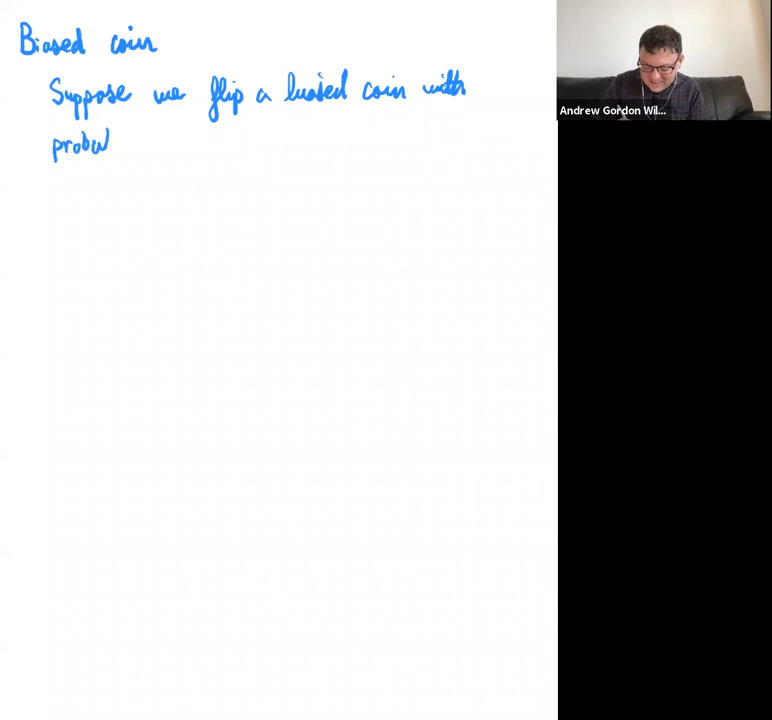 Biased coin
Suppose we flip a biased coin with
probab
Andrew Gordon Wil...